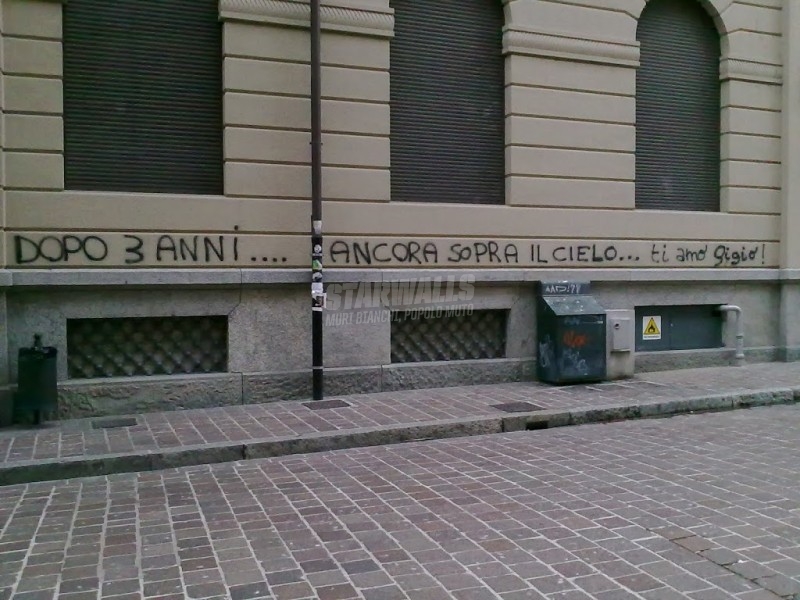 DOPO 3 ANNi.... ANCORA SOPRA IL CIELO... ti amo gigio!
STARWALLS
MURI BIANCHI, POPOLO MUTO